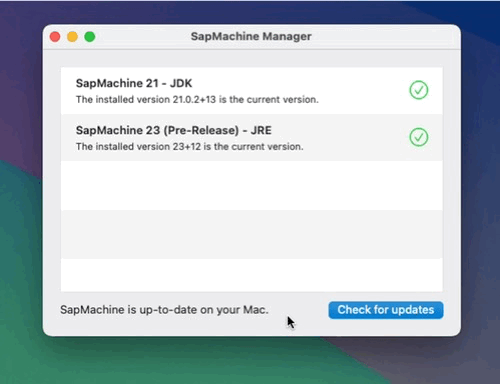 SapMachine Manager
SapMachine 21 - JDK
The installed version 21.0.2+13 is the current version.
SapMachine 23 (Pre-Release) - JRE
The installed version 23+12 is the current version.
SapMachine is up-to-date on your Mac.
Check for updates